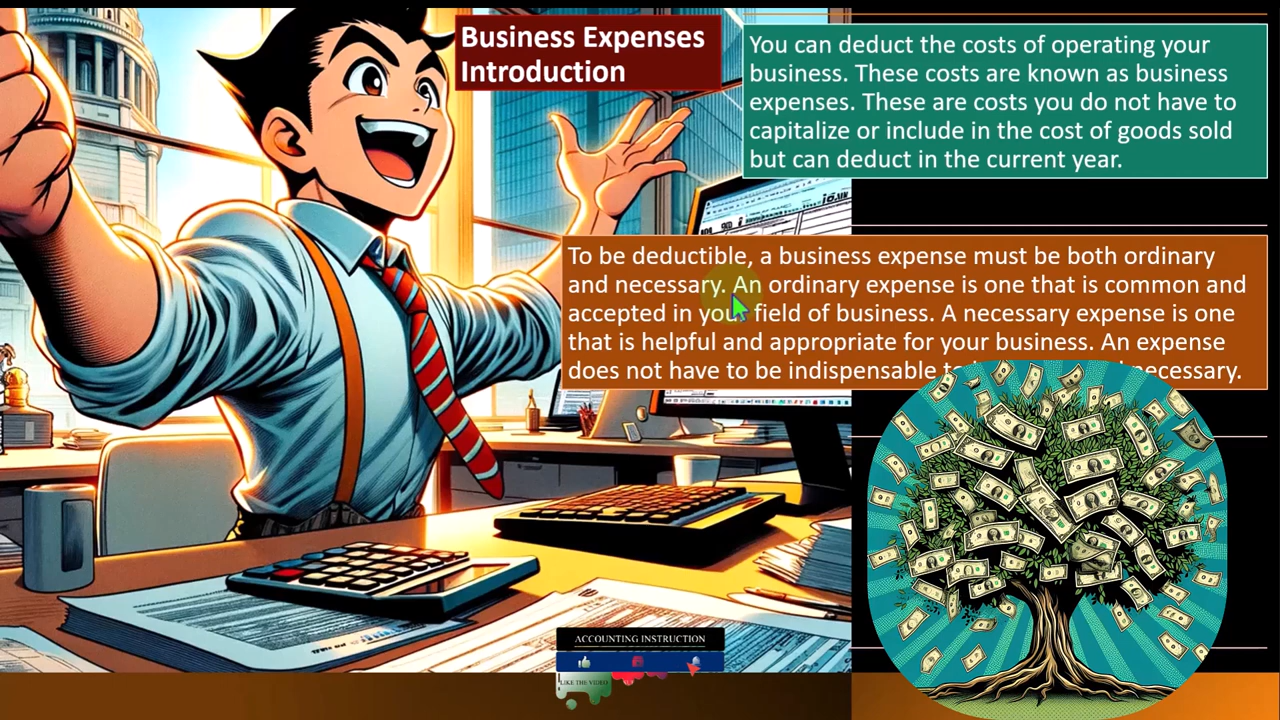 Business Expenses
Introduction
You can deduct the costs of operating your
business. These costs are known as business
expenses. These are costs you do not have to
capitalize or include in the cost of goods sold
but can deduct in the current year.
To be deductible, a business expense must be both ordinary
and necessary. An ordinary expense is one that is common and
accepted in your field of business. A necessary expense is one
that is helpful and appropriate for your business. An expense
does not have to be indispensable necessary.
ACCOUNTING INSTRUCTION
LIKE THE VIDEO